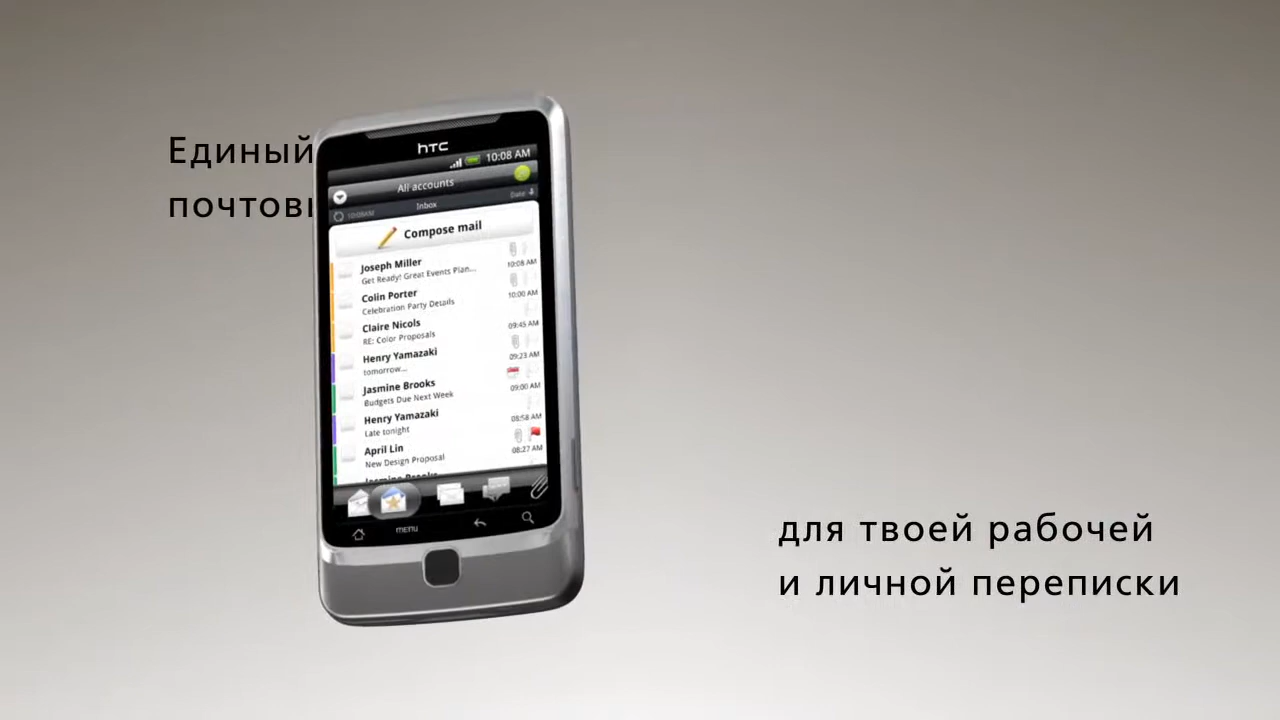 Единый
hTC
10:08 AM
All accounts
Inbox
Date
10:08AM
Compose mail
Joseph Miller
Get Ready! Great Events Plan...
10:08 AM
Colin Porter
Celebration Party Details
10:00 AM
Claire Nicols
RE: Color Proposals
09:45 AM
Henry Yamazaki
tomorrow...
09:23 AM
Jasmine Brooks
Budgets Due Next Week
09:00 AM
Henry Yamazaki
Late tonight
08:58 AM
April Lin
New Design Proposal
08:27 AM
menu
для твоей рабочей
и личной переписки